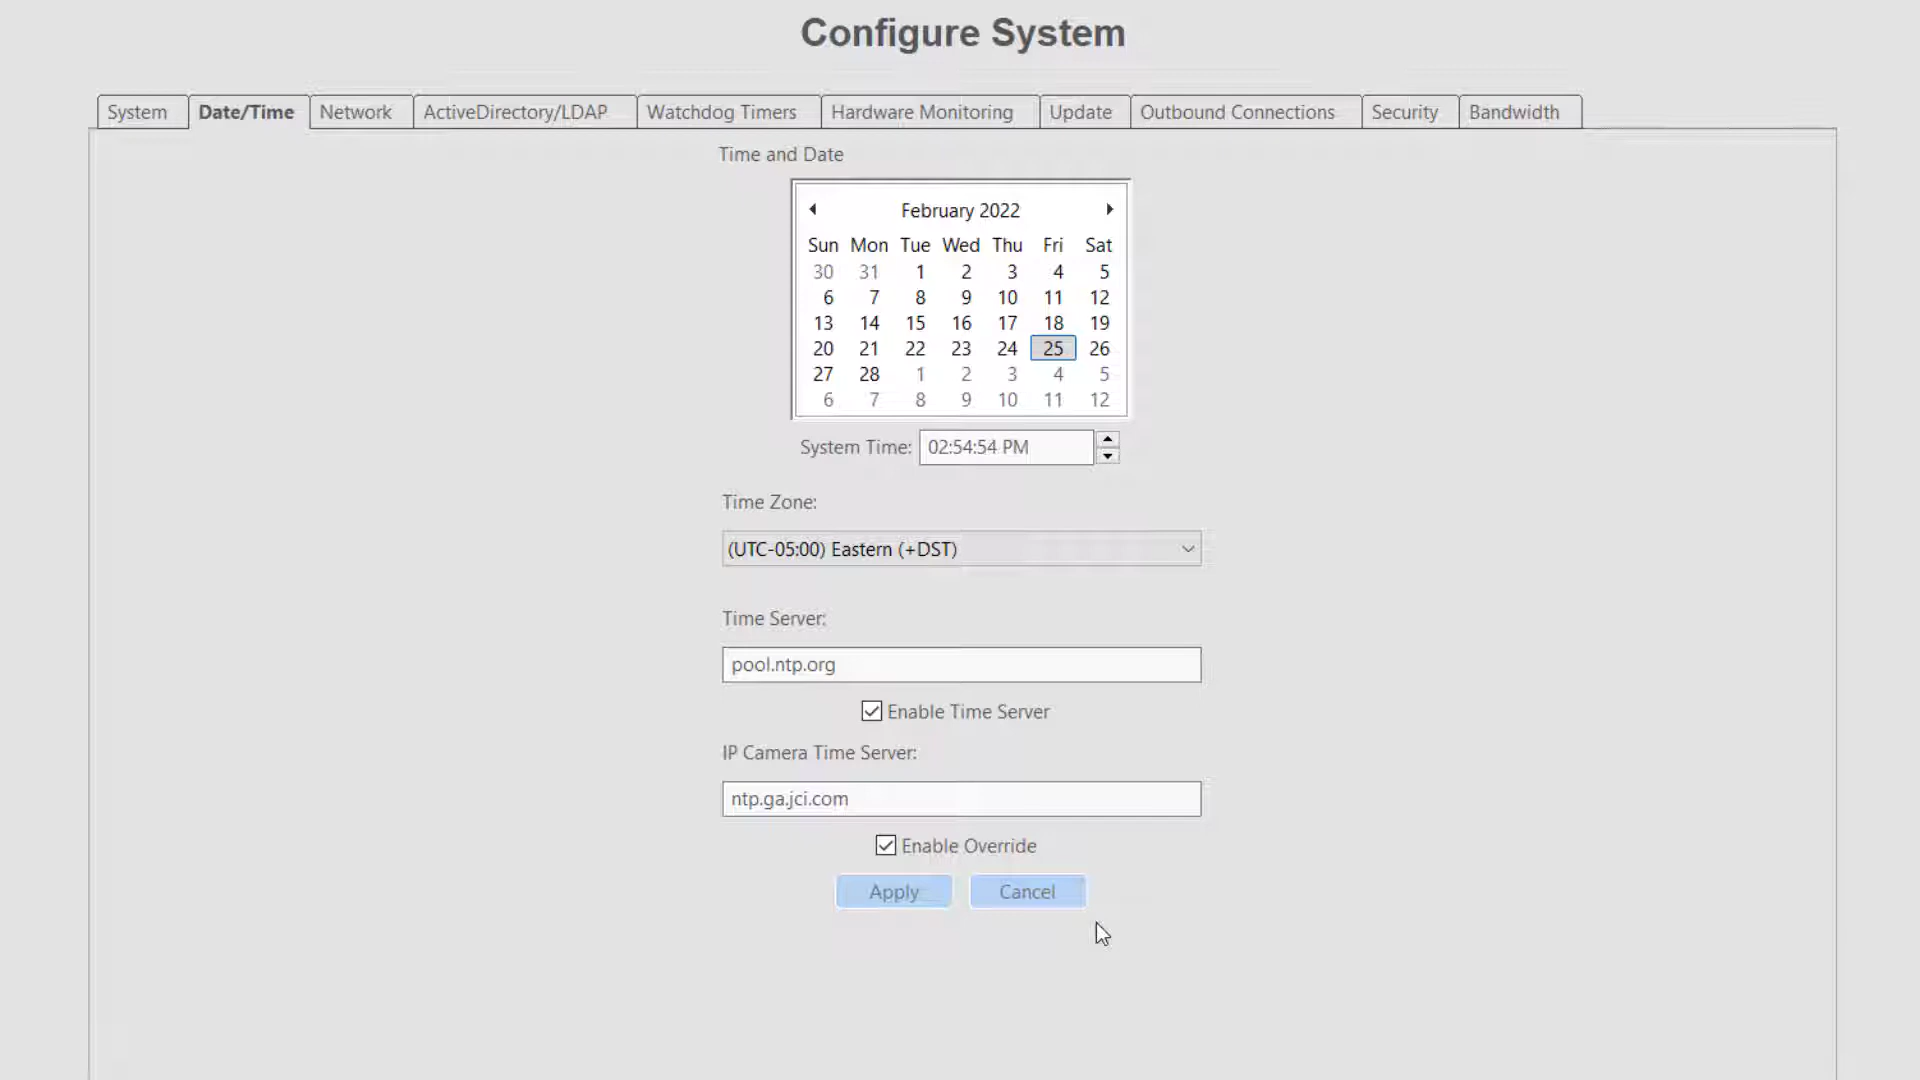 Configure System
System Date/Time Network ActiveDirectory/LDAP Watchdog Timers Hardware Monitoring Update Outbound Connections Security Bandwidth
Time and Date
February 2022
Sun Mon Tue Wed Thu Fri Sat
30 31 1 2 3 4 5
6 7 8 9 10 11 12
13 14 15 16 17 18 19
20 21 22 23 24 25 26
27 28 1 2 3 4 5
6 7 8 9 10 11 12
System Time: 02:54:54 PM
Time Zone:
(UTC-05:00) Eastern (+DST)
Time Server:
pool.ntp.org
Enable Time Server
IP Camera Time Server:
ntp.ga.jci.com
Enable Override
Apply Cancel